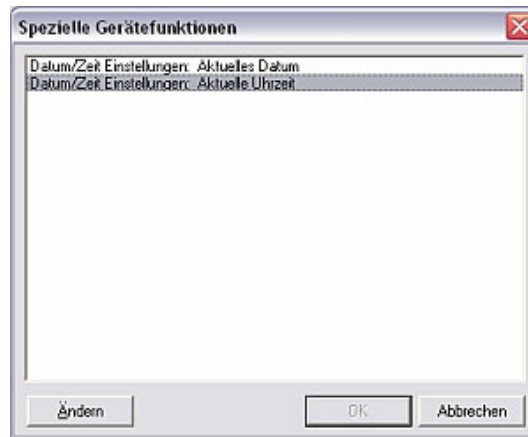 Spezielle Gerätefunktionen
Datum/Zeit Einstellungen: Aktuelles Datum
Datum/Zeit Einstellungen: Aktuelle Uhrzeit
Ändern
OK
Abbrechen